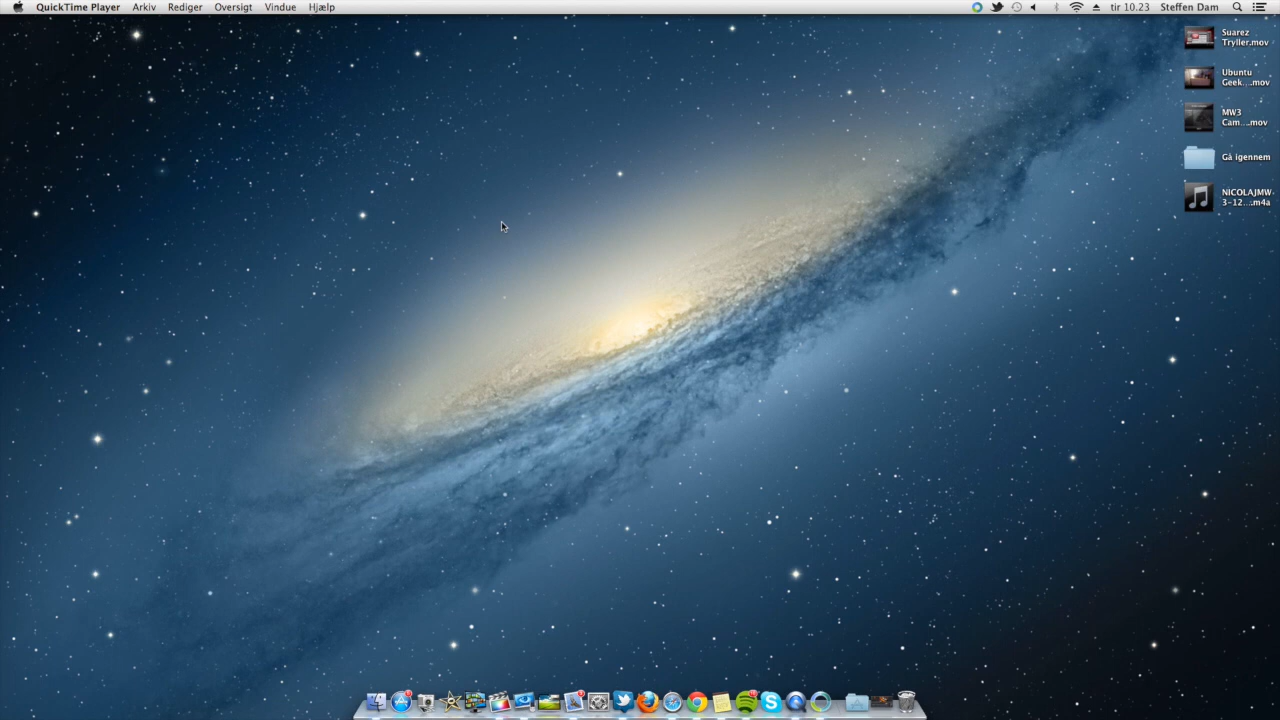 QuickTime Player Arkiv Rediger Oversigt Vindue Hjælp tir 10.23 Steffen Dam
Suarez
Tryller.mov
Ubuntu
Geek....mov
MW3
Cam....mov
Gå igennem
NICOLAJMW
3-12....m4a